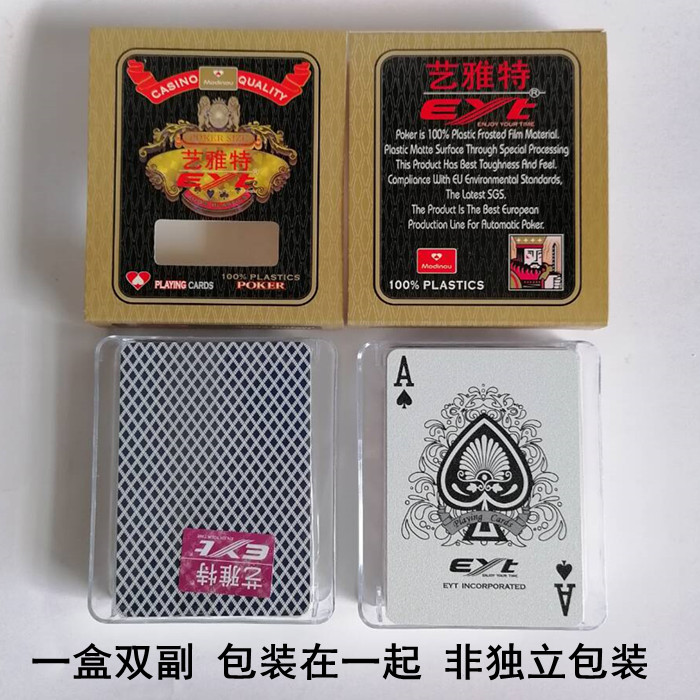 CASINO Modinou QUALITY
POKER
艺雅特
EYt
PLAYING CARDS
100% PLASTICS
POKER
艺雅特
EYt®
ENJOY YOUR TIME
Poker is 100% Plastic Frosted Film Material.
Plastic Matte Surface Through Special Processing
This Product Has Best Toughness And Feel.
Compliance With EU Environmental Standards,
The Latest SGS.
The Product Is The Best European
Production Line For Automatic Poker.
Modinou
100% PLASTICS
艺雅特
EYt
ENJOY YOUR TIME
A
Playing Cards
EYt
ENJOY YOUR TIME
EYT INCORPORATED
A
一盒双副 包装在一起 非独立包装